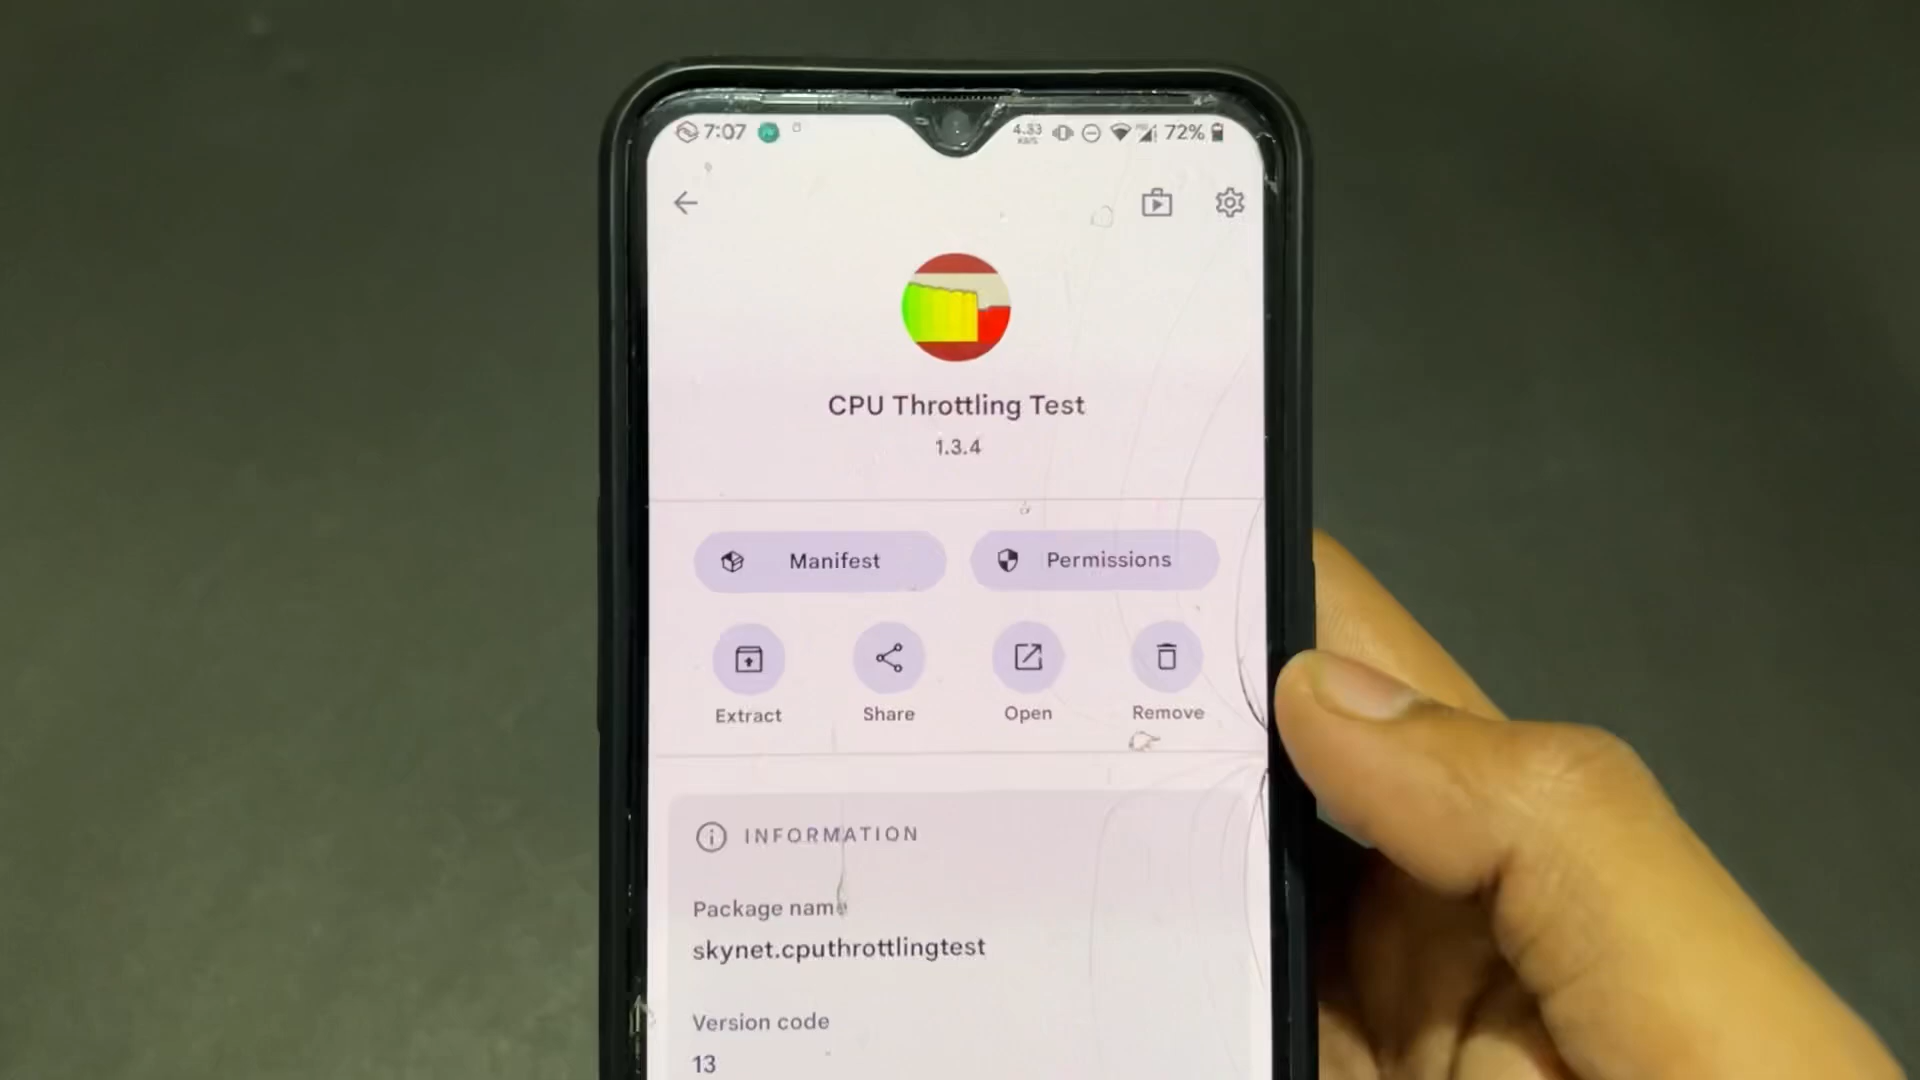 7:07 4.33 72%
KB/S
CPU Throttling Test
1.3.4
Manifest Permissions
Extract Share Open Remove
INFORMATION
Package name
skynet.cputhrottlingtest
Version code
13